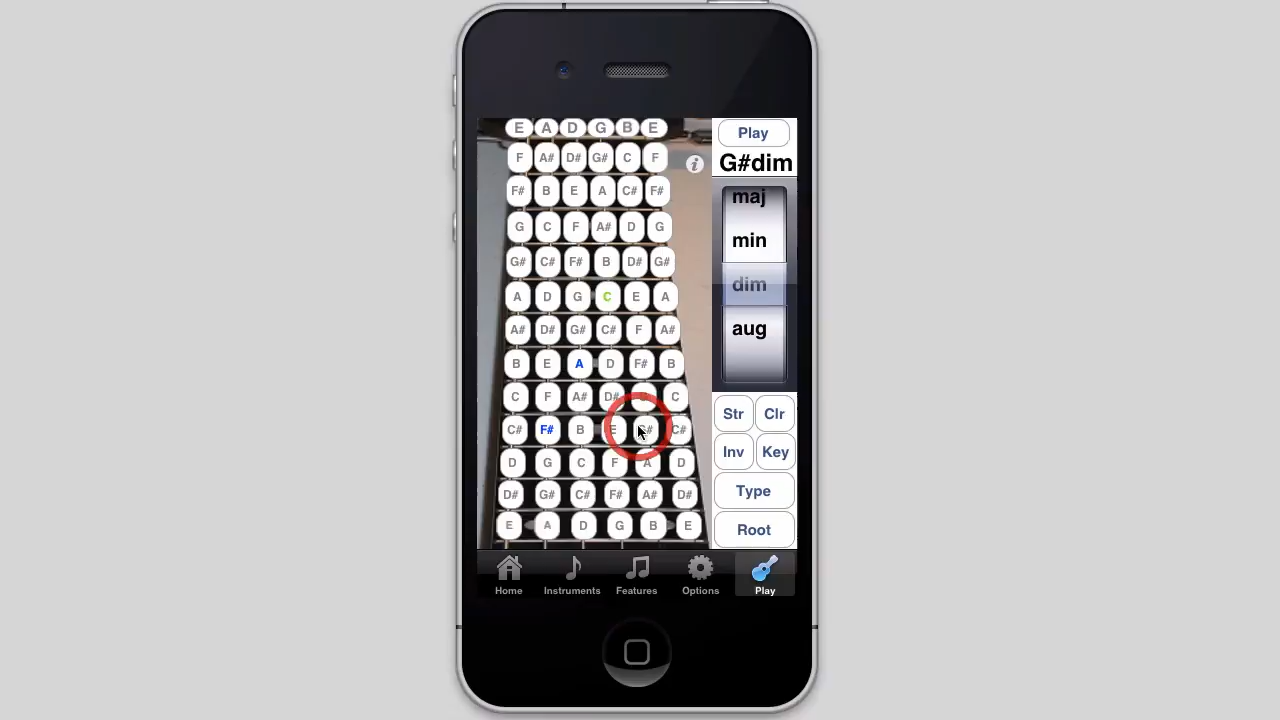 E A D G B E
Play
F A# D# G# C F
i
G#dim
F# B E A C# F#
maj
G C F A# D G
min
G# C# F# B D# G#
dim
A D G C E A
A# D# G# C# F A#
aug
B E A D F# B
C F A# D# C
Str Clr
C# F# B E G# C#
Inv Key
D G C F A D
D# G# C# F# A# D#
Type
E A D G B E
Root
Home Instruments Features Options Play